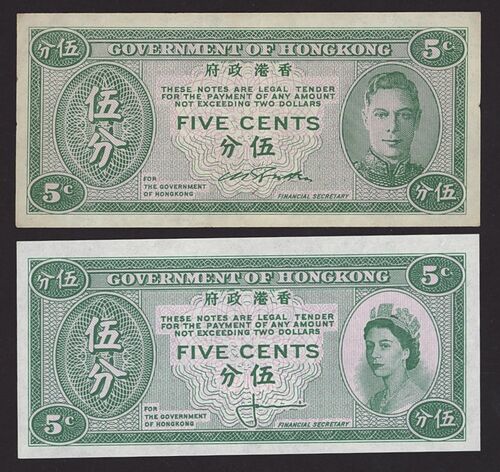 分伍 GOVERNMENT OF HONGKONG 5¢
府政港香
THESE NOTES ARE LEGAL TENDER
FOR THE PAYMENT OF ANY AMOUNT
NOT EXCEEDING TWO DOLLARS
伍分
FIVE CENTS
分伍
FOR
THE GOVERNMENT
OF HONGKONG
FINANCIAL SECRETARY
5¢ 分伍
分伍 GOVERNMENT OF HONGKONG 5¢
府政港香
THESE NOTES ARE LEGAL TENDER
FOR THE PAYMENT OF ANY AMOUNT
NOT EXCEEDING TWO DOLLARS
伍分
FIVE CENTS
分伍
FOR
THE GOVERNMENT
OF HONGKONG
FINANCIAL SECRETARY
5¢ 分伍